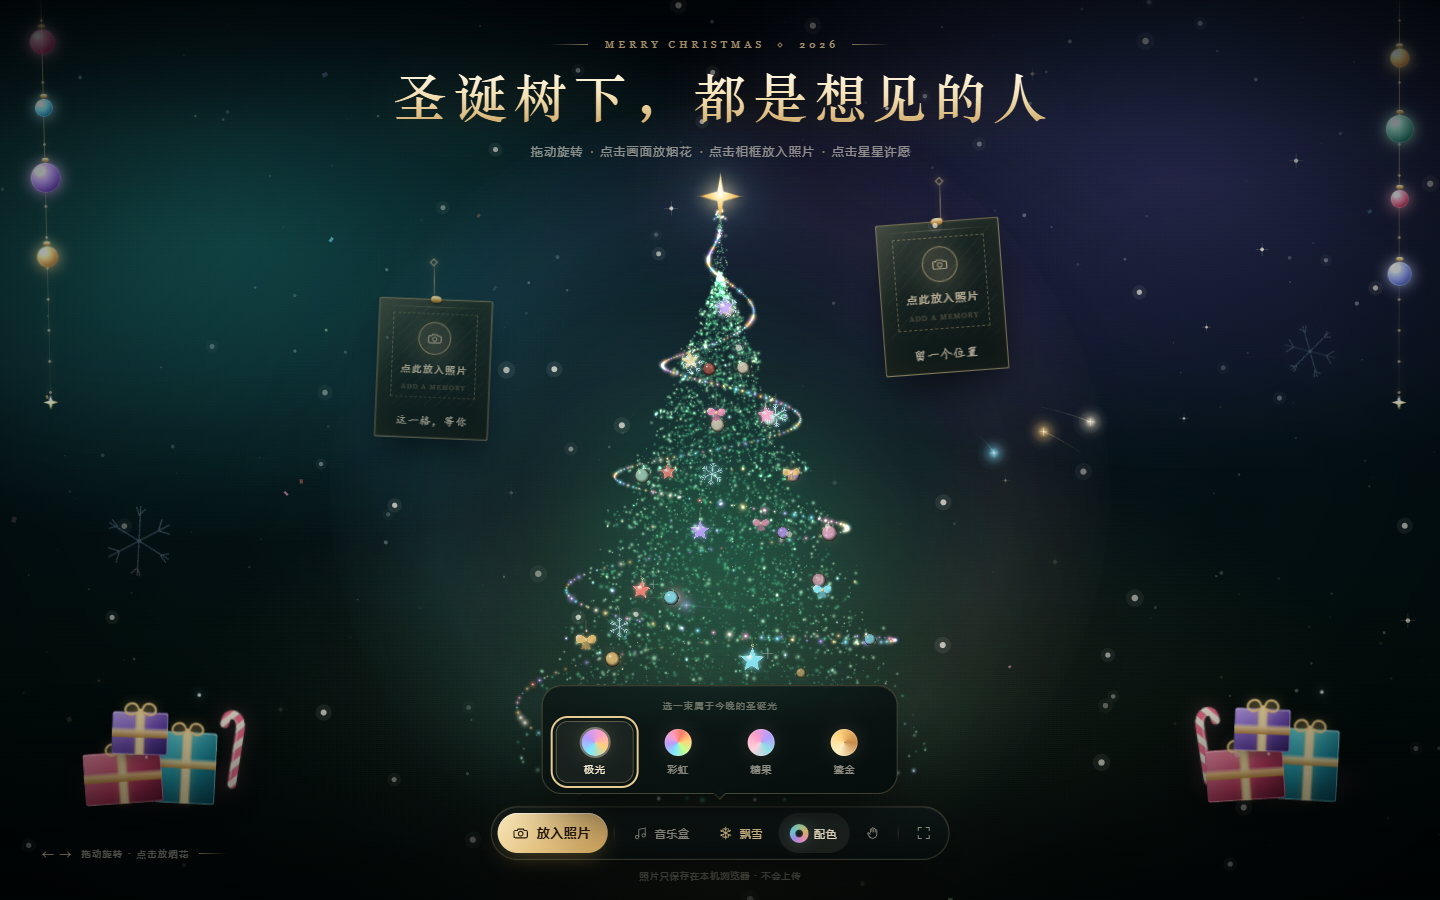 MERRY CHRISTMAS ◇ 2026
圣诞树下，都是想见的人
拖动旋转 · 点击画面放烟花 · 点击相框放入照片 · 点击星星许愿
点此放入照片
ADD A MEMORY
这一格，等你
点此放入照片
ADD A MEMORY
留一个位置
选一束属于今晚的圣诞光
极光
彩虹
糖果
鎏金
放入照片
音乐盒
飘雪
配色
← → 拖动旋转 · 点击放烟花
照片只保存在本机浏览器 · 不会上传